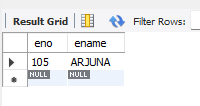 Result Grid Filter Rows:
eno ename
105 ARJUNA
NULL NULL